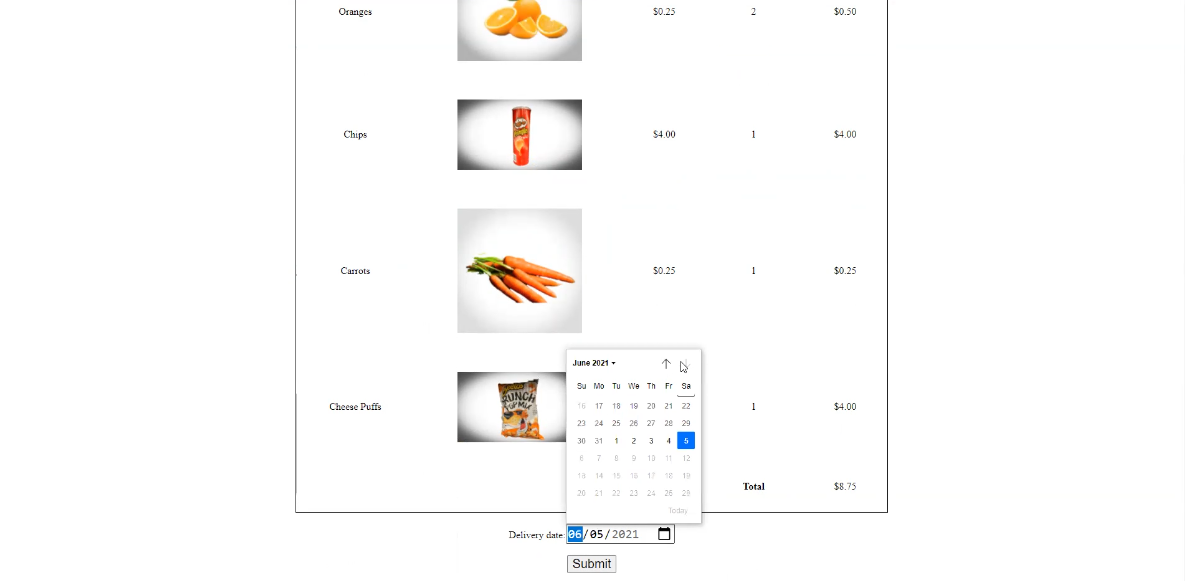 Oranges $0.25 2 $0.50
Chips $4.00 1 $4.00
Carrots $0.25 1 $0.25
June 2021
Su Mo Tu We Th Fr Sa
16 17 18 19 20 21 22
Cheese Puffs 1 $4.00
23 24 25 26 27 28 29
30 31 1 2 3 4 5
6 7 8 9 10 11 12
13 14 15 16 17 18 19
Total $8.75
20 21 22 23 24 25 26
Today
Delivery date: 06/05/2021
Submit